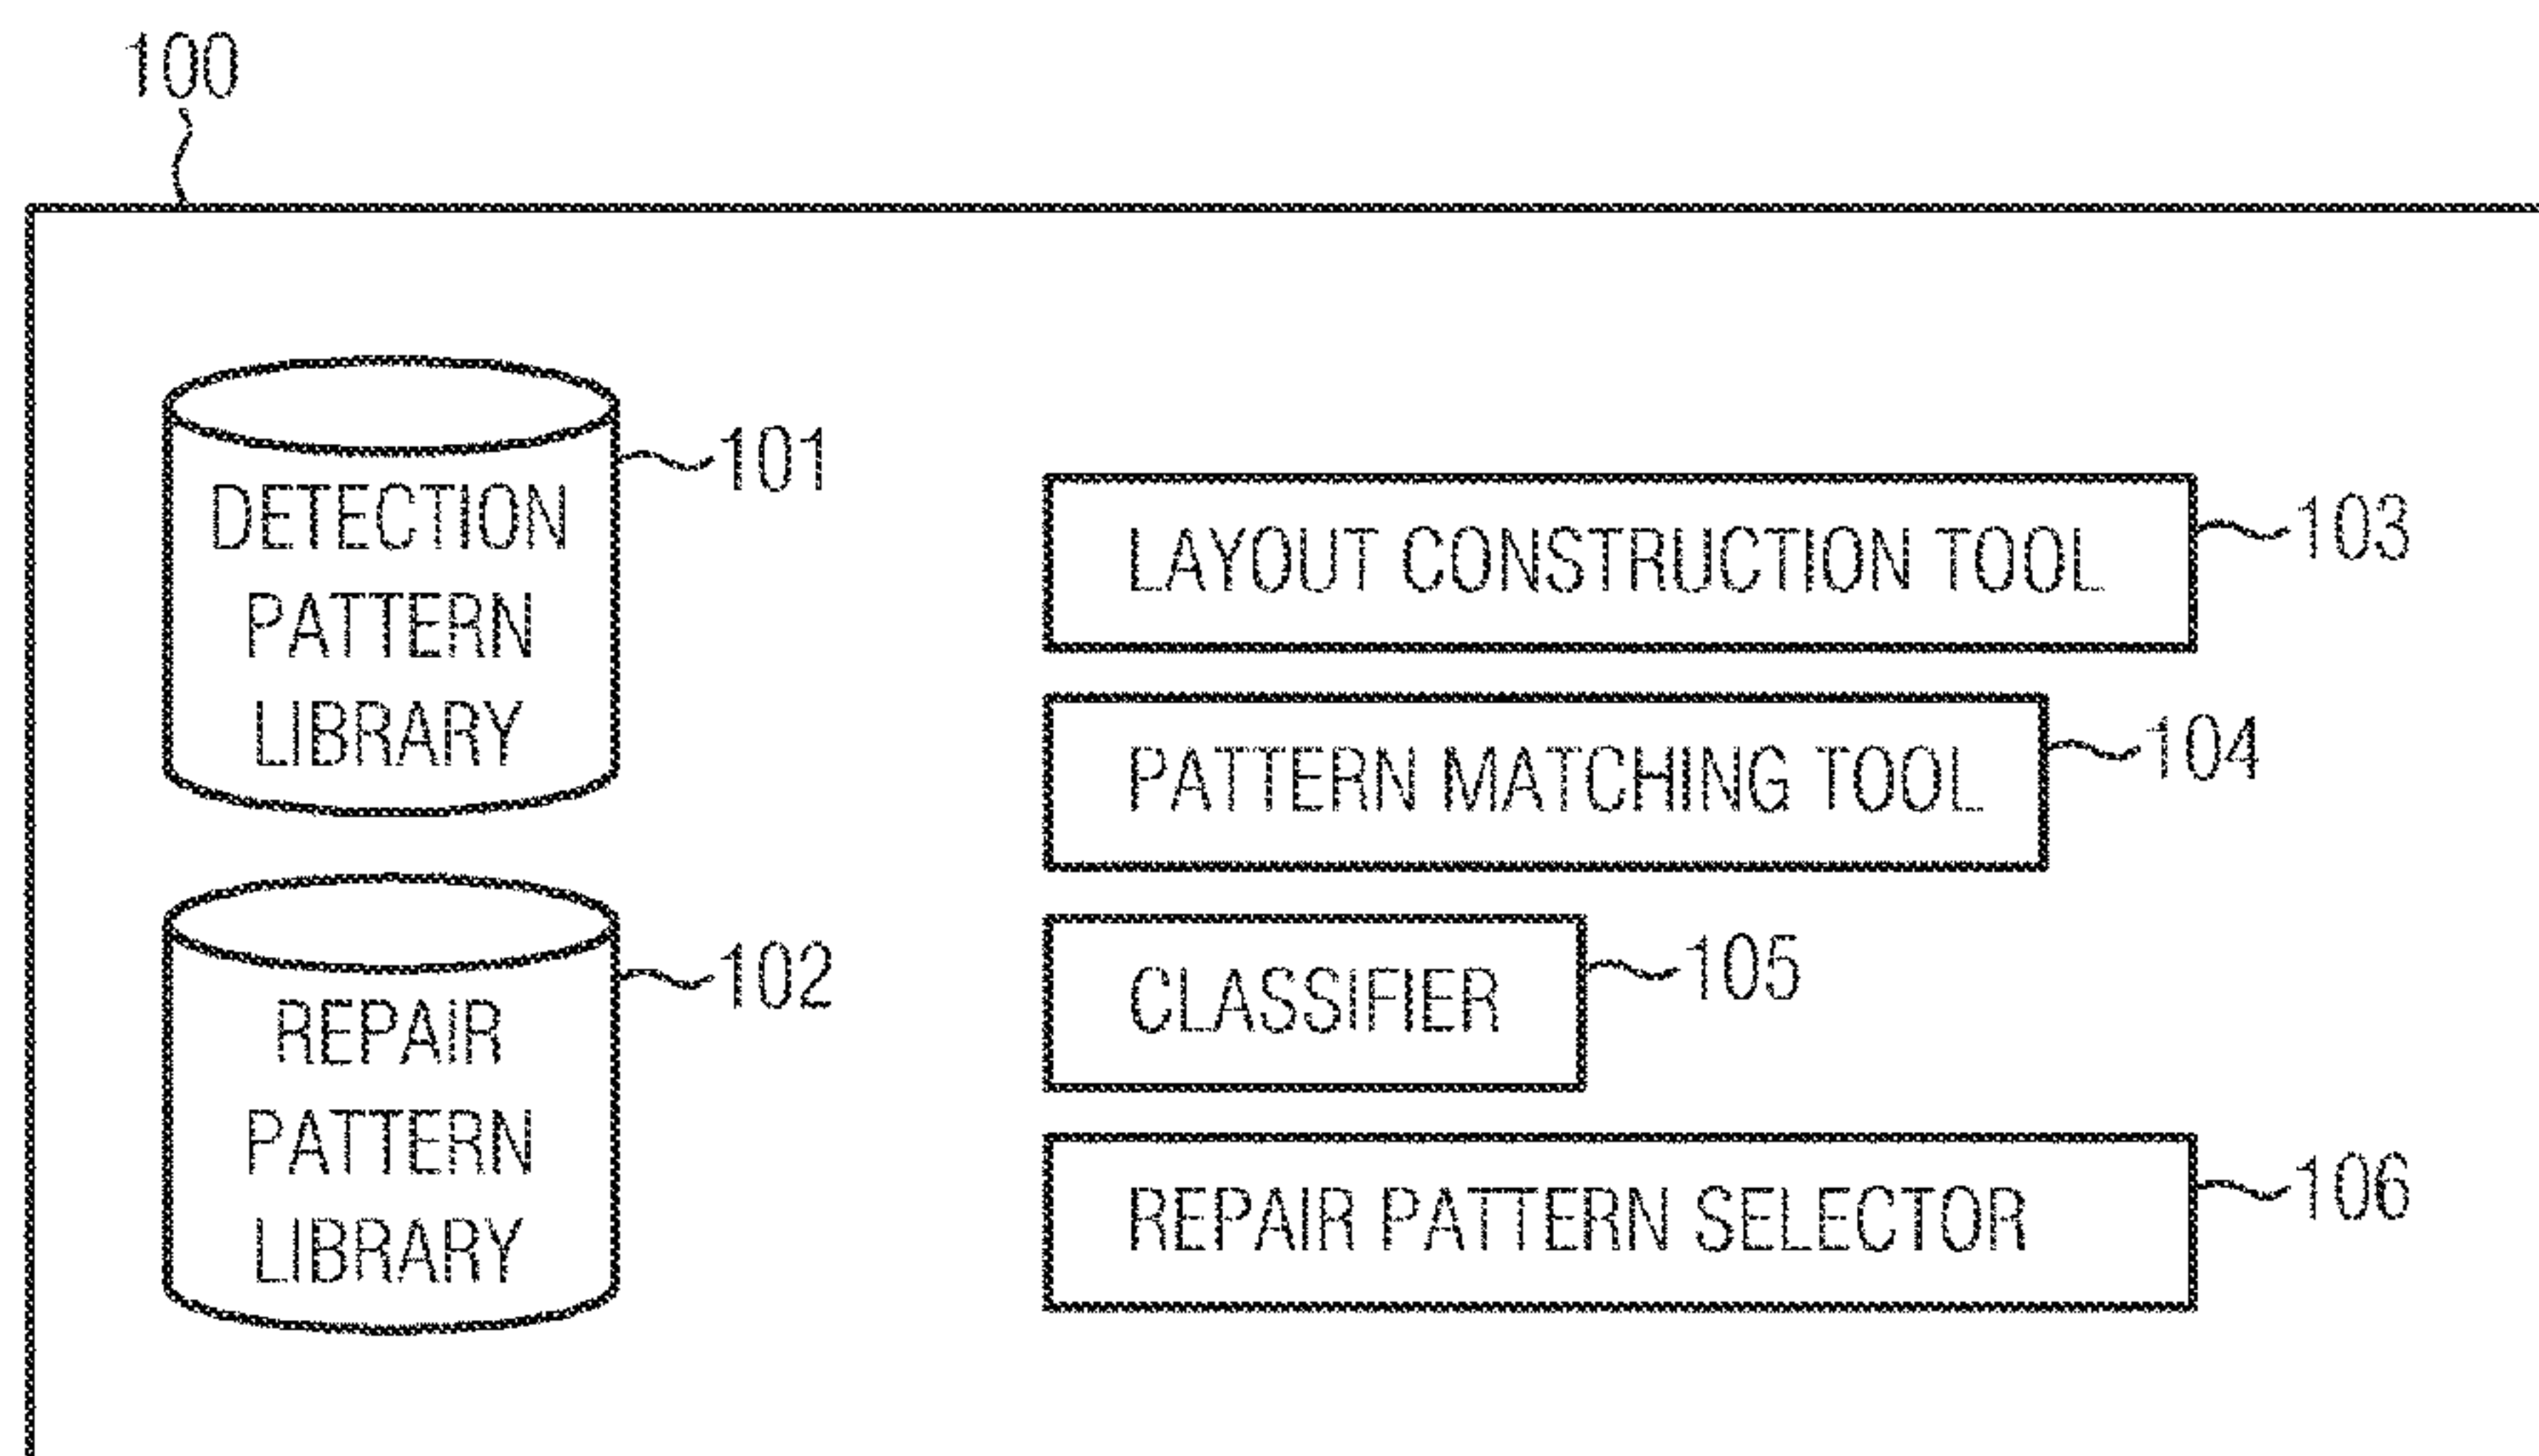 100
DETECTION
PATTERN
LIBRARY
101
REPAIR
PATTERN
LIBRARY
102
LAYOUT CONSTRUCTION TOOL
103
PATTERN MATCHING TOOL
104
CLASSIFIER
105
REPAIR PATTERN SELECTOR
106